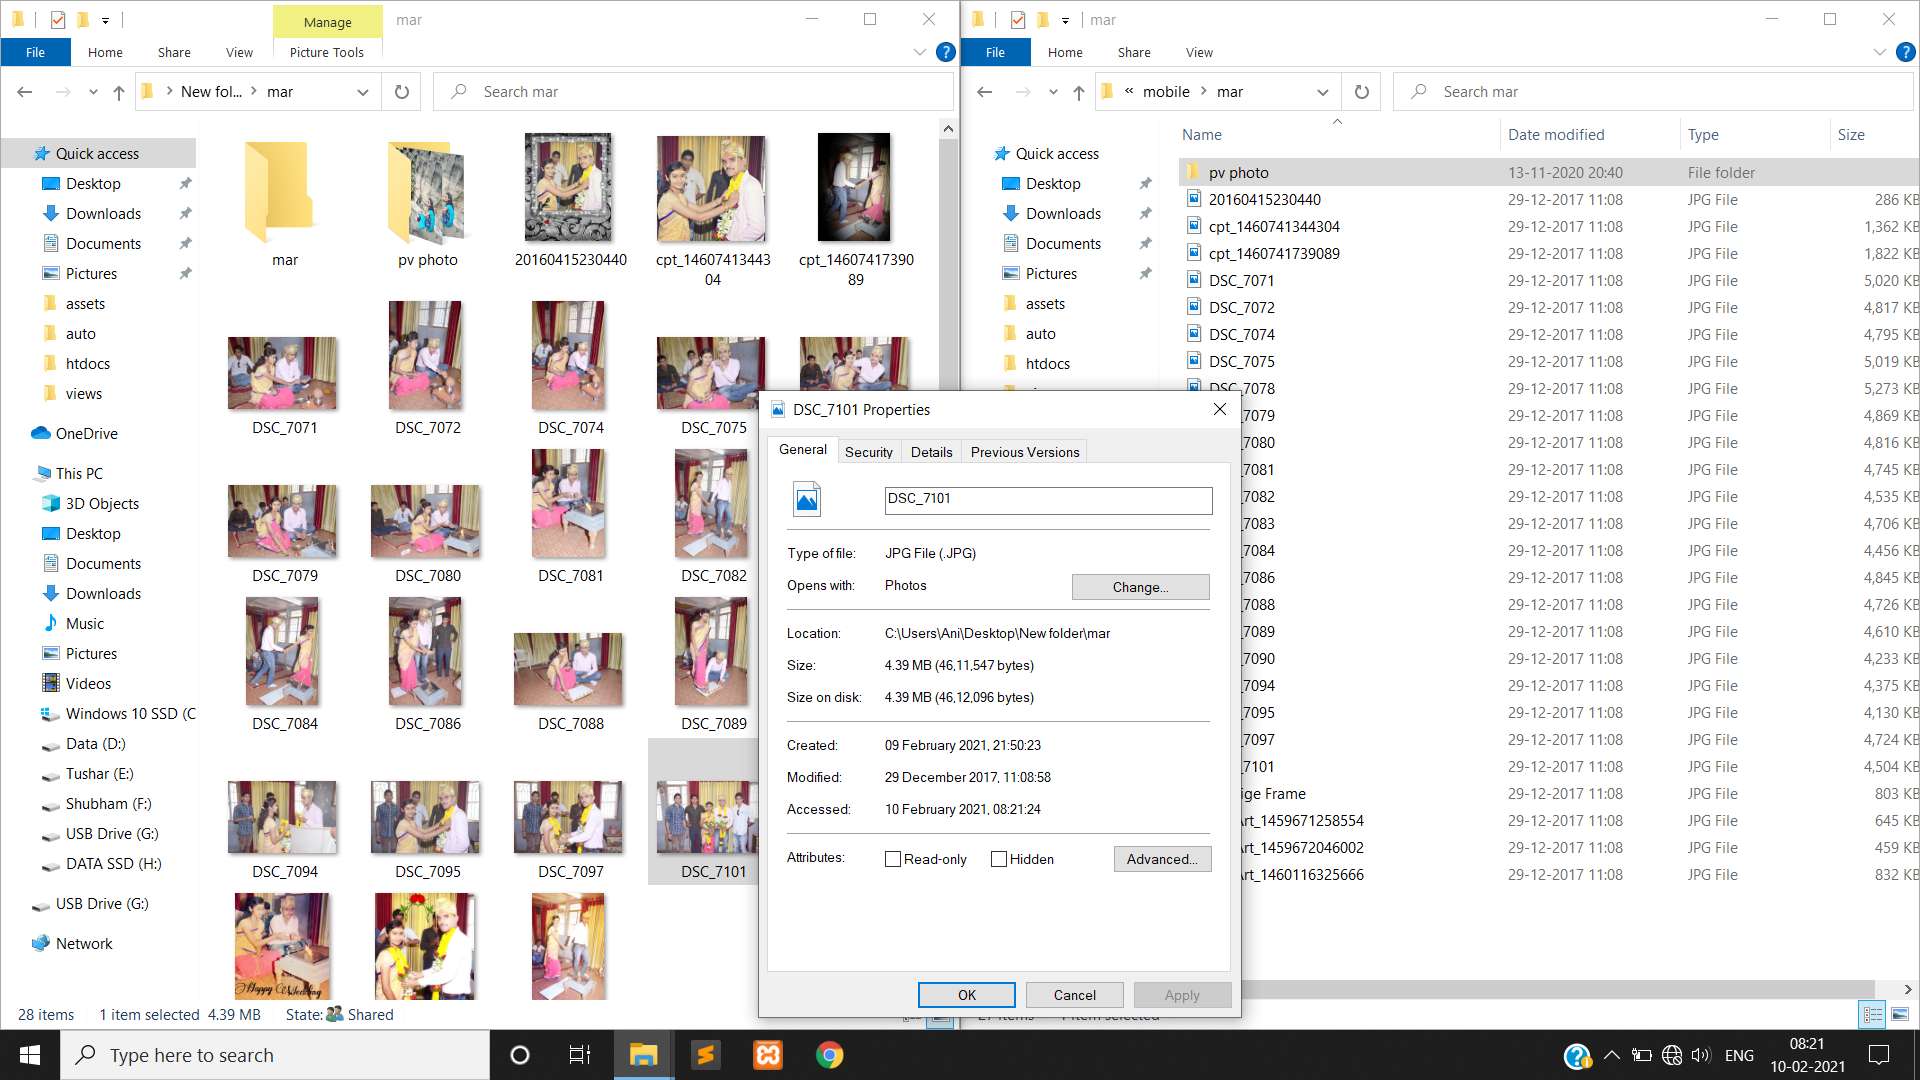 Manage
mar
File
Home
Share
View
Picture Tools
New fol...
mar
Search mar
Quick access
Desktop
Downloads
Documents
Pictures
assets
auto
htdocs
views
OneDrive
This PC
3D Objects
Desktop
Documents
Downloads
Music
Pictures
Videos
Windows 10 SSD (C
Data (D:)
Tushar (E:)
Shubham (F:)
USB Drive (G:)
DATA SSD (H:)
USB Drive (G:)
Network
mar
pv photo
20160415230440
cpt_14607413443
04
cpt_14607417390
89
DSC_7071
DSC_7072
DSC_7074
DSC_7075
DSC_7079
DSC_7080
DSC_7081
DSC_7082
DSC_7084
DSC_7086
DSC_7088
DSC_7089
DSC_7094
DSC_7095
DSC_7097
DSC_7101
Happy Wedding
28 items
1 item selected 4.39 MB
State: Shared
mar
File
Home
Share
View
« mobile
mar
Search mar
Quick access
Desktop
Downloads
Documents
Pictures
assets
auto
htdocs
Name Date modified Type Size
pv photo 13-11-2020 20:40 File folder
20160415230440 29-12-2017 11:08 JPG File 286 KB
cpt_1460741344304 29-12-2017 11:08 JPG File 1,362 KB
cpt_1460741739089 29-12-2017 11:08 JPG File 1,822 KB
DSC_7071 29-12-2017 11:08 JPG File 5,020 KB
DSC_7072 29-12-2017 11:08 JPG File 4,817 KB
DSC_7074 29-12-2017 11:08 JPG File 4,795 KB
DSC_7075 29-12-2017 11:08 JPG File 5,019 KB
DSC_7078 29-12-2017 11:08 JPG File 5,273 KB
_7079 29-12-2017 11:08 JPG File 4,869 KB
_7080 29-12-2017 11:08 JPG File 4,816 KB
_7081 29-12-2017 11:08 JPG File 4,745 KB
_7082 29-12-2017 11:08 JPG File 4,535 KB
_7083 29-12-2017 11:08 JPG File 4,706 KB
_7084 29-12-2017 11:08 JPG File 4,456 KB
_7086 29-12-2017 11:08 JPG File 4,845 KB
_7088 29-12-2017 11:08 JPG File 4,726 KB
_7089 29-12-2017 11:08 JPG File 4,610 KB
_7090 29-12-2017 11:08 JPG File 4,233 KB
_7094 29-12-2017 11:08 JPG File 4,375 KB
_7095 29-12-2017 11:08 JPG File 4,130 KB
_7097 29-12-2017 11:08 JPG File 4,724 KB
_7101 29-12-2017 11:08 JPG File 4,504 KB
ige Frame 29-12-2017 11:08 JPG File 803 KB
Art_1459671258554 29-12-2017 11:08 JPG File 645 KB
Art_1459672046002 29-12-2017 11:08 JPG File 459 KB
Art_1460116325666 29-12-2017 11:08 JPG File 832 KB
DSC_7101 Properties
General
Security
Details
Previous Versions
DSC_7101
Type of file: JPG File (.JPG)
Opens with: Photos
Change...
Location: C:\Users\Ani\Desktop\New folder\mar
Size: 4.39 MB (46,11,547 bytes)
Size on disk: 4.39 MB (46,12,096 bytes)
Created: 09 February 2021, 21:50:23
Modified: 29 December 2017, 11:08:58
Accessed: 10 February 2021, 08:21:24
Attributes: Read-only Hidden
Advanced...
OK
Cancel
Apply
Type here to search
ENG
08:21
10-02-2021